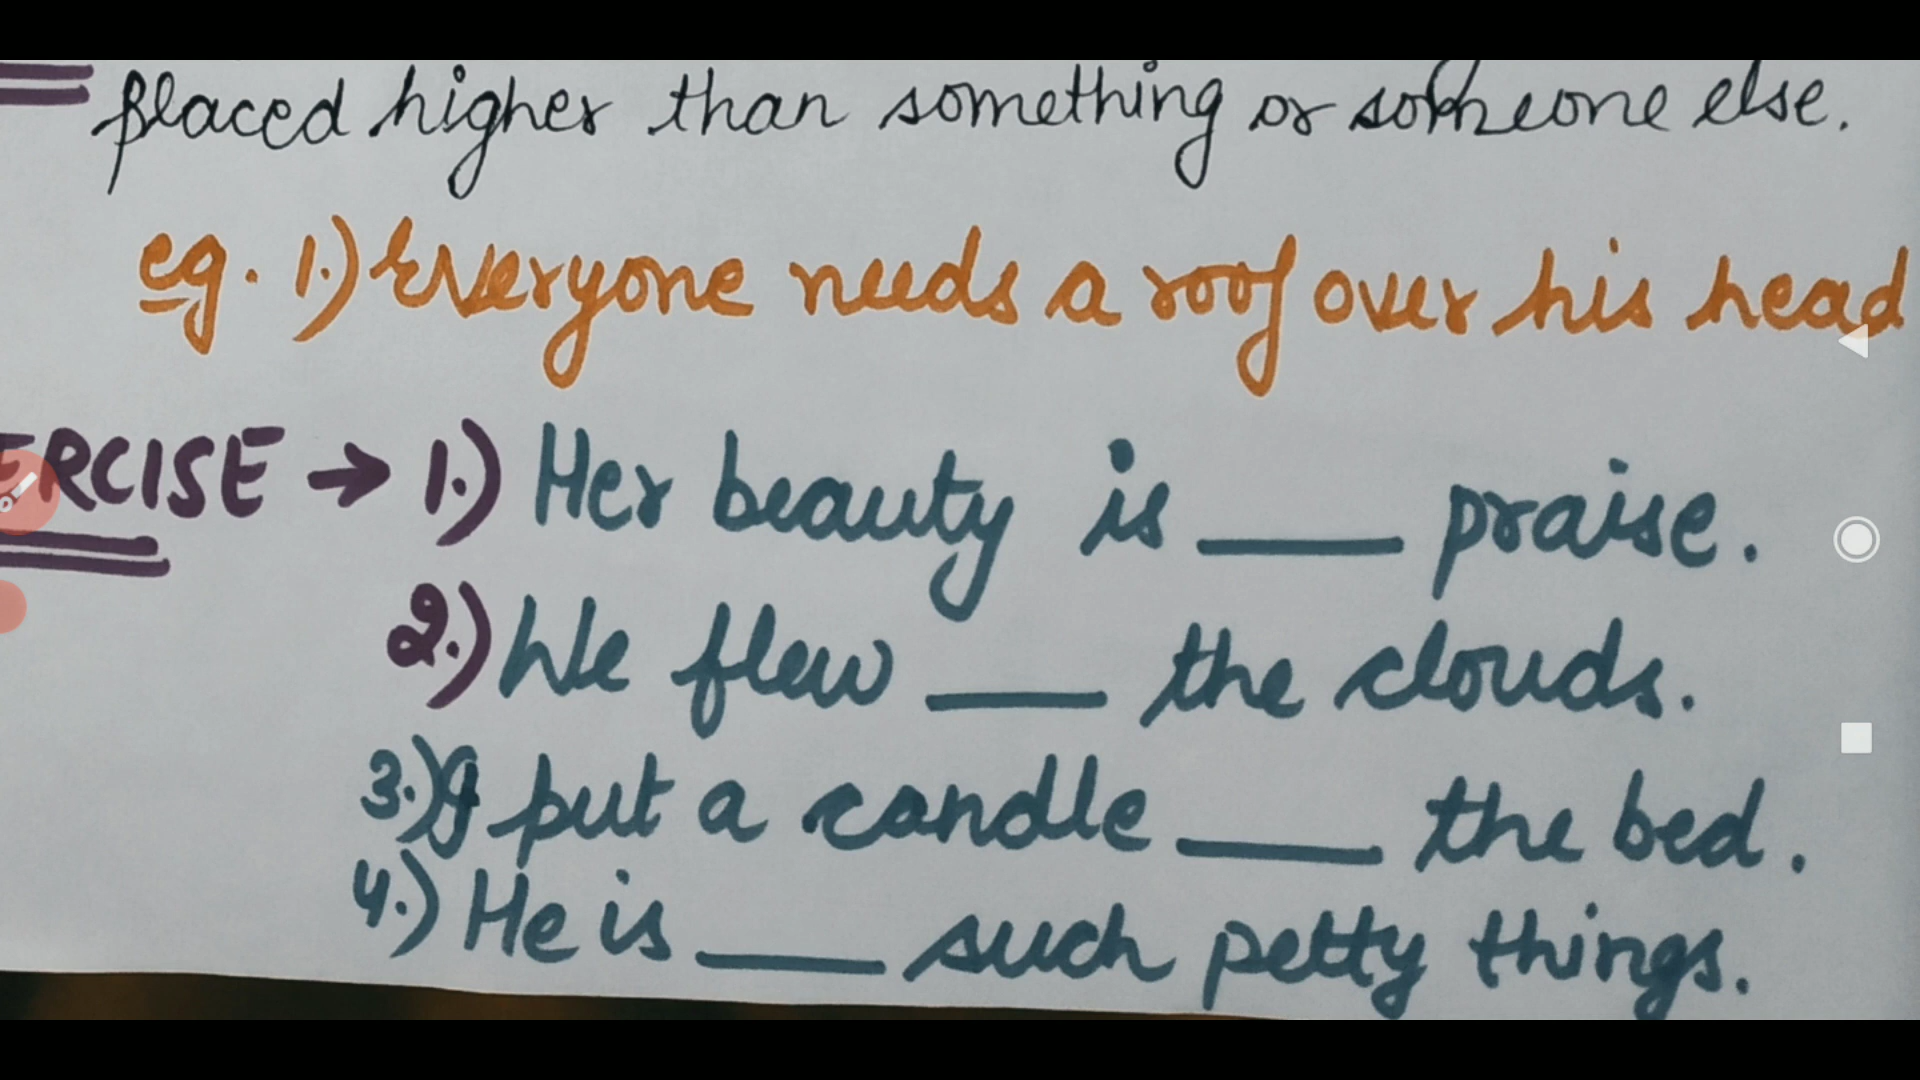 placed higher than something or someone else.
eg. 1.) Everyone needs a roof over his head
ERCISE → 1.) Her beauty is ___ praise.
2.) We flew ___ the clouds.
3.) I put a candle ___ the bed.
4.) He is ___ such petty things.